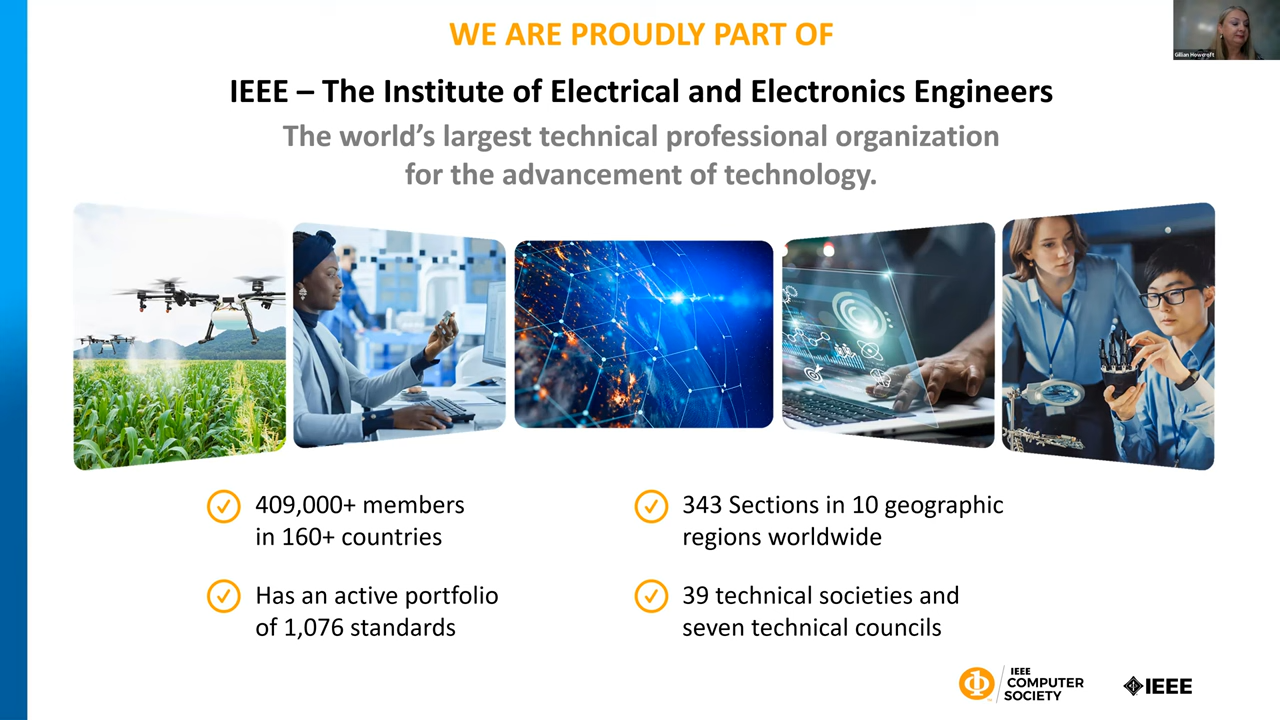 WE ARE PROUDLY PART OF
Gillian Howcroft
IEEE – The Institute of Electrical and Electronics Engineers
The world's largest technical professional organization
for the advancement of technology.
409,000+ members
in 160+ countries
343 Sections in 10 geographic
regions worldwide
Has an active portfolio
of 1,076 standards
39 technical societies and
seven technical councils
IEEE
COMPUTER
SOCIETY
IEEE